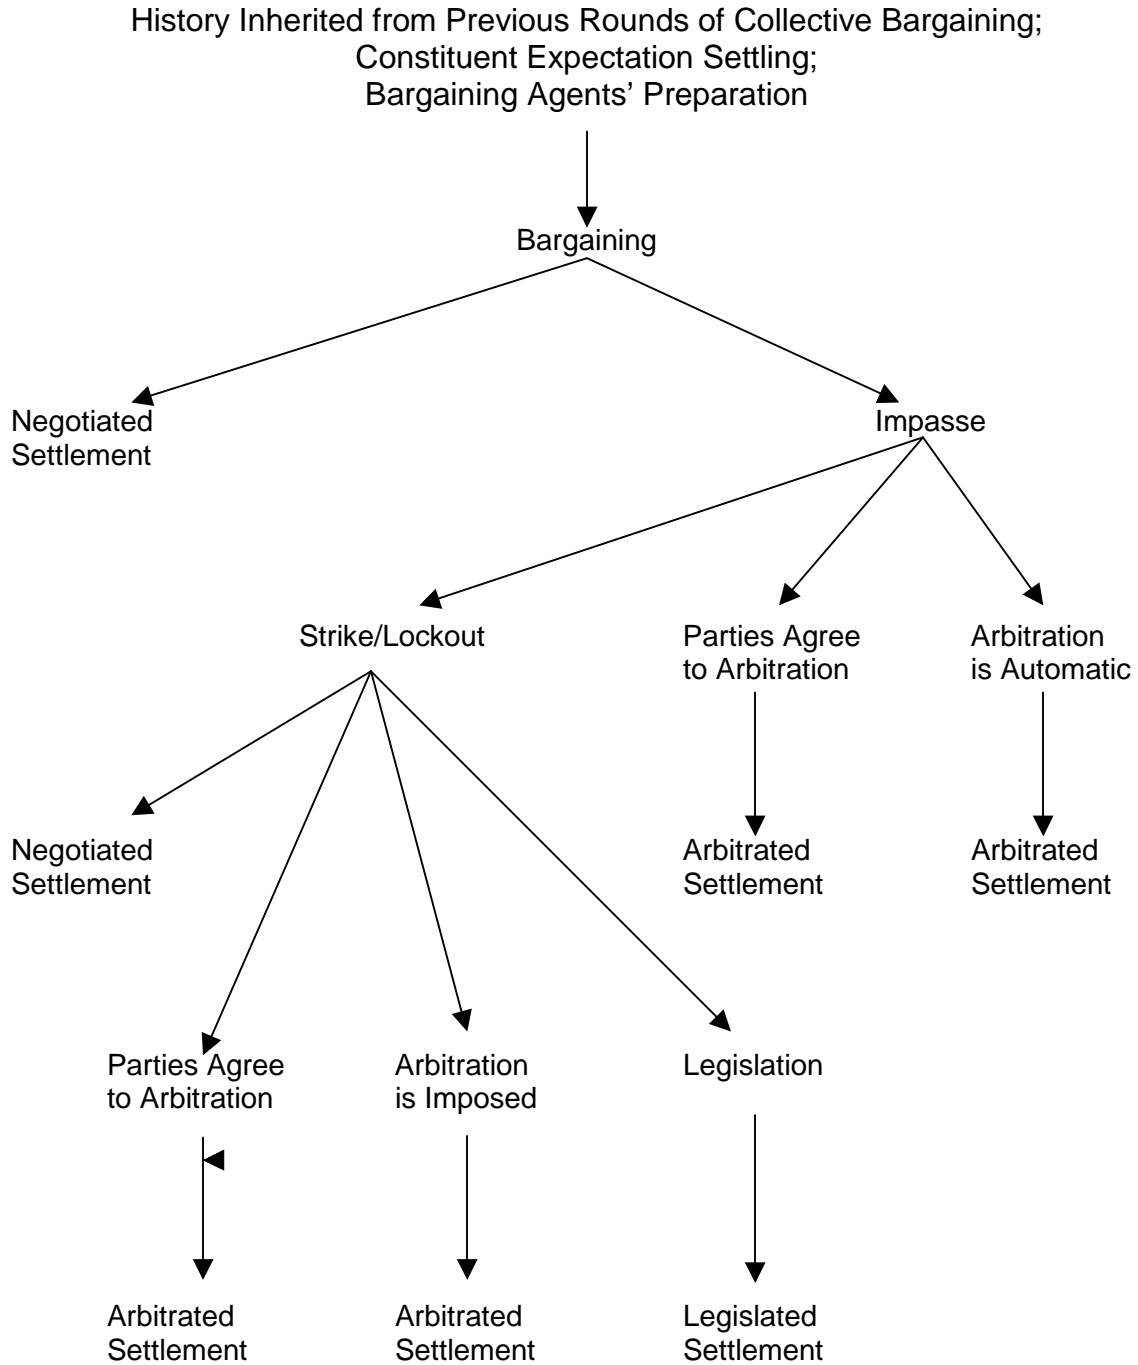 History Inherited from Previous Rounds of Collective Bargaining;
Constituent Expectation Settling;
Bargaining Agents’ Preparation
Bargaining
Negotiated
Settlement
Impasse
Strike/Lockout
Parties Agree
to Arbitration
Arbitration
is Automatic
Negotiated
Settlement
Arbitrated
Settlement
Arbitrated
Settlement
Parties Agree
to Arbitration
Arbitration
is Imposed
Legislation
Arbitrated
Settlement
Arbitrated
Settlement
Legislated
Settlement